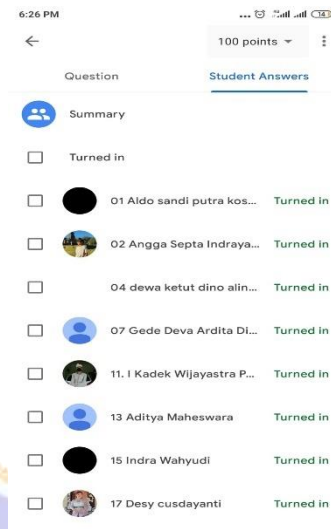 6:26 PM ... 14
100 points
Question Student Answers
Summary
Turned in
01 Aldo sandi putra kos... Turned in
02 Angga Septa Indraya... Turned in
04 dewa ketut dino alin... Turned in
07 Gede Deva Ardita Di... Turned in
11. I Kadek Wijayastra P... Turned in
13 Aditya Maheswara Turned in
15 Indra Wahyudi Turned in
17 Desy cusdayanti Turned in